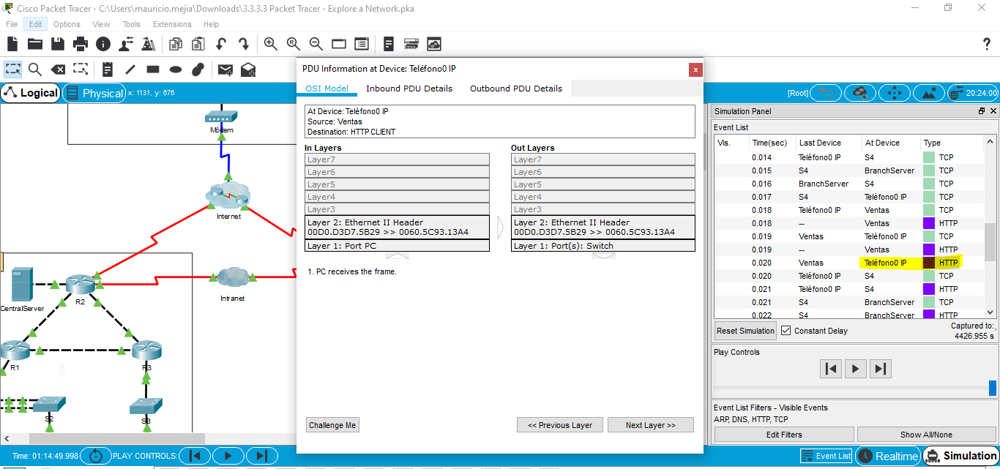 Cisco Packet Tracer - C:\Users\mauricio.mejia\Downloads\3.3.3.3 Packet Tracer - Explore a Network.pka
File Edit Options View Tools Extensions Help
?
Logical
Physical
x: 1131, y: 676
[Root]
20:24:00
Módem
Internet
Intranet
CentralServer
R2
R1
R3
S2
S3
PDU Information at Device: Teléfono0 IP
x
OSI Model
Inbound PDU Details
Outbound PDU Details
At Device: Teléfono0 IP
Source: Ventas
Destination: HTTP CLIENT
In Layers
Layer7
Layer6
Layer5
Layer4
Layer3
Layer 2: Ethernet II Header
00D0.D3D7.5B29 >> 0060.5C93.13A4
Layer 1: Port PC
Out Layers
Layer7
Layer6
Layer5
Layer4
Layer3
Layer 2: Ethernet II Header
00D0.D3D7.5B29 >> 0060.5C93.13A4
Layer 1: Port(s): Switch
1. PC receives the frame.
Challenge Me
<< Previous Layer
Next Layer >>
Simulation Panel
Event List
Vis. Time(sec) Last Device At Device Type
0.014 Teléfono0 IP S4 TCP
0.015 S4 BranchServer TCP
0.016 BranchServer S4 TCP
0.017 S4 Teléfono0 IP TCP
0.018 Teléfono0 IP Ventas TCP
0.018 -- Ventas HTTP
0.019 Ventas Teléfono0 IP TCP
0.019 -- Ventas HTTP
0.020 Ventas Teléfono0 IP HTTP
0.020 Teléfono0 IP S4 TCP
0.021 Teléfono0 IP S4 HTTP
0.021 S4 BranchServer TCP
0.022 S4 BranchServer HTTP
Reset Simulation
Constant Delay
Captured to:
4426.955 s
Play Controls
Event List Filters - Visible Events
ARP, DNS, HTTP, TCP
Edit Filters
Show All/None
Time: 01:14:49.998
PLAY CONTROLS:
Event List
Realtime
Simulation